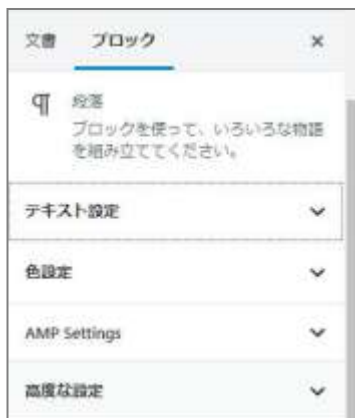 文書 ブロック ×
段落
ブロックを使って、いろいろな物語
を組み立ててください。
テキスト設定
色設定
AMP Settings
高度な設定